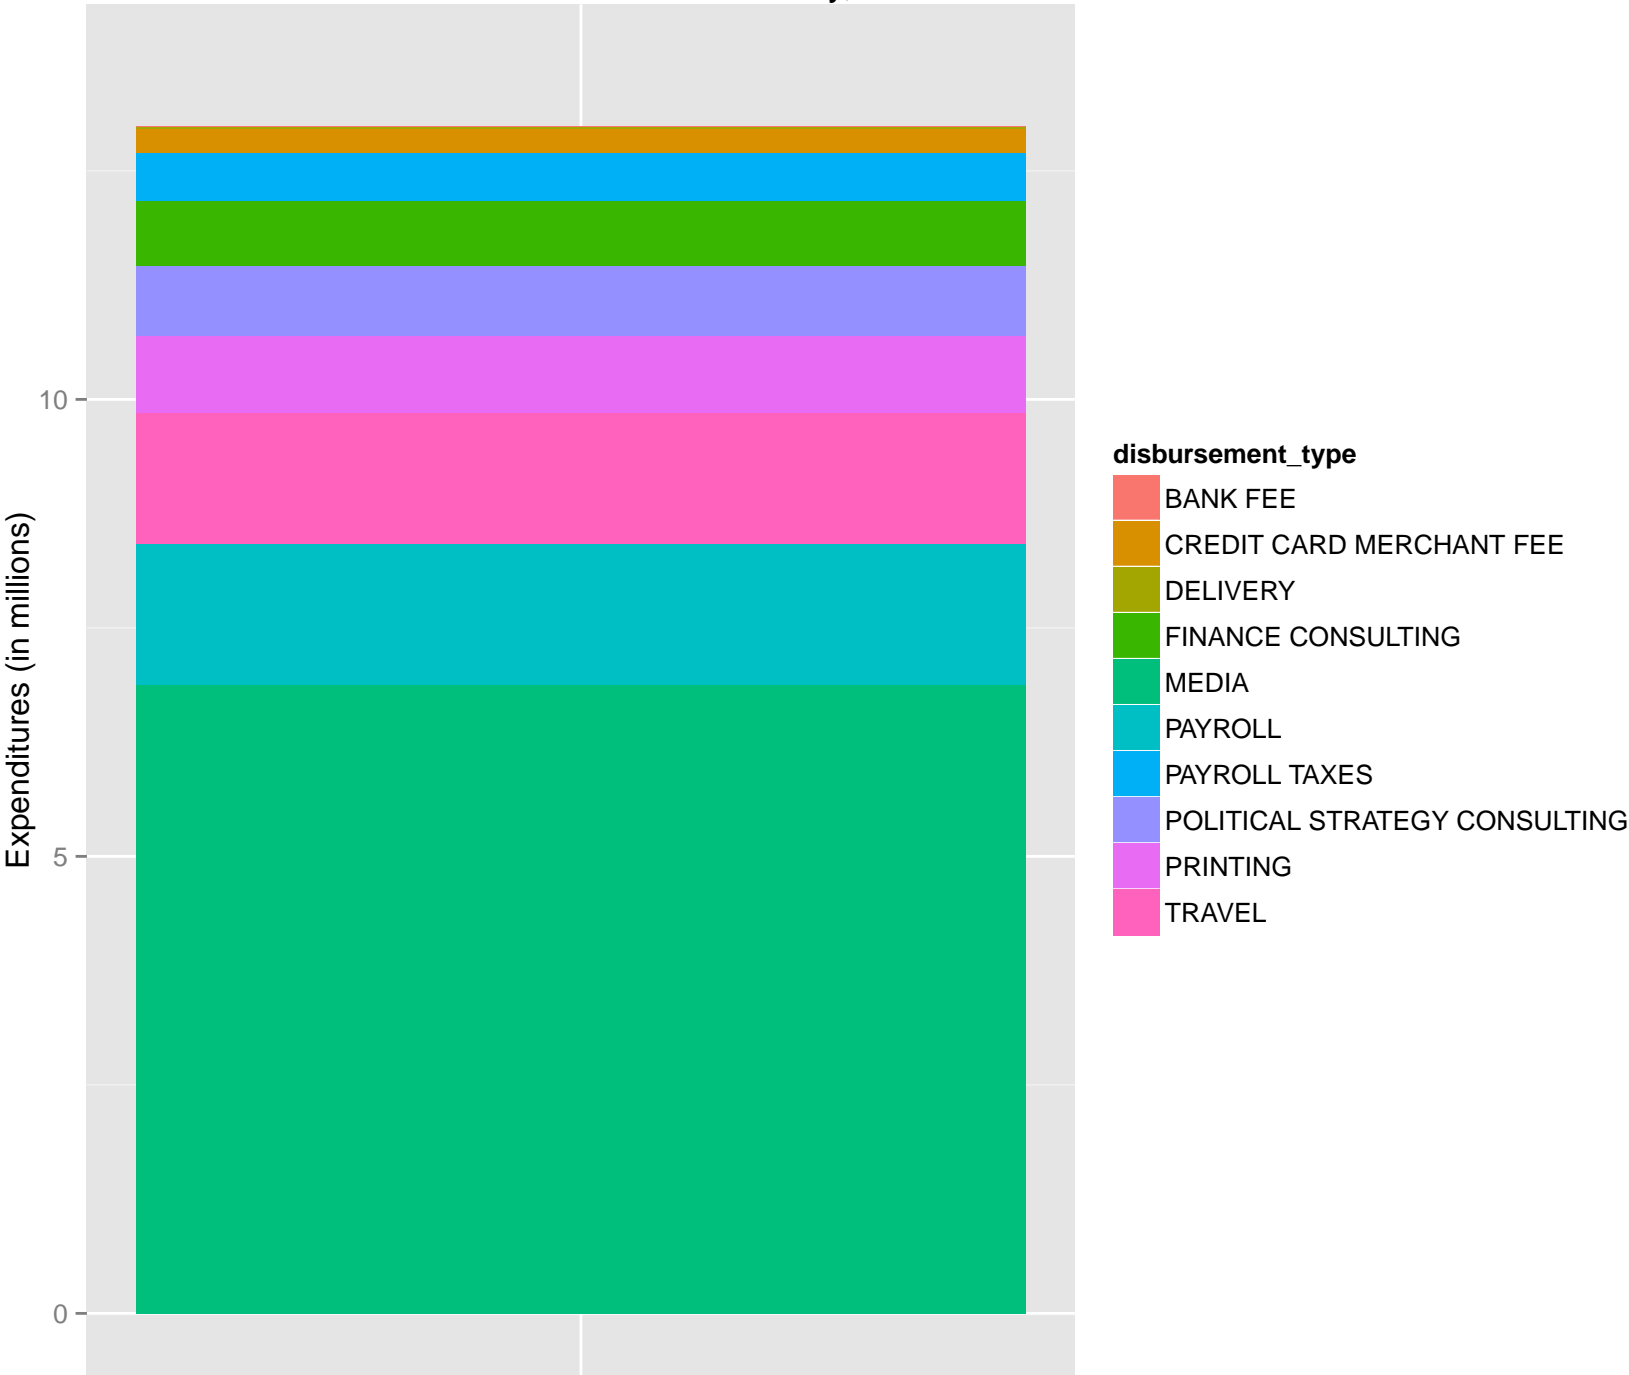 10
5
0
Expenditures (in millions)
disbursement_type
BANK FEE
CREDIT CARD MERCHANT FEE
DELIVERY
FINANCE CONSULTING
MEDIA
PAYROLL
PAYROLL TAXES
POLITICAL STRATEGY CONSULTING
PRINTING
TRAVEL